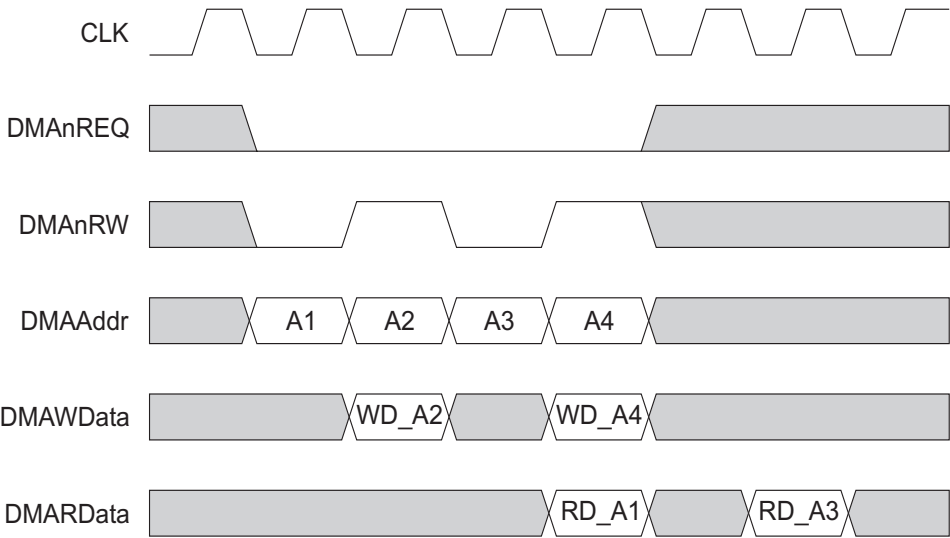 CLK
DMAnREQ
DMAnRW
DMAAddr A1 A2 A3 A4
DMAWData WD_A2 WD_A4
DMARData RD_A1 RD_A3